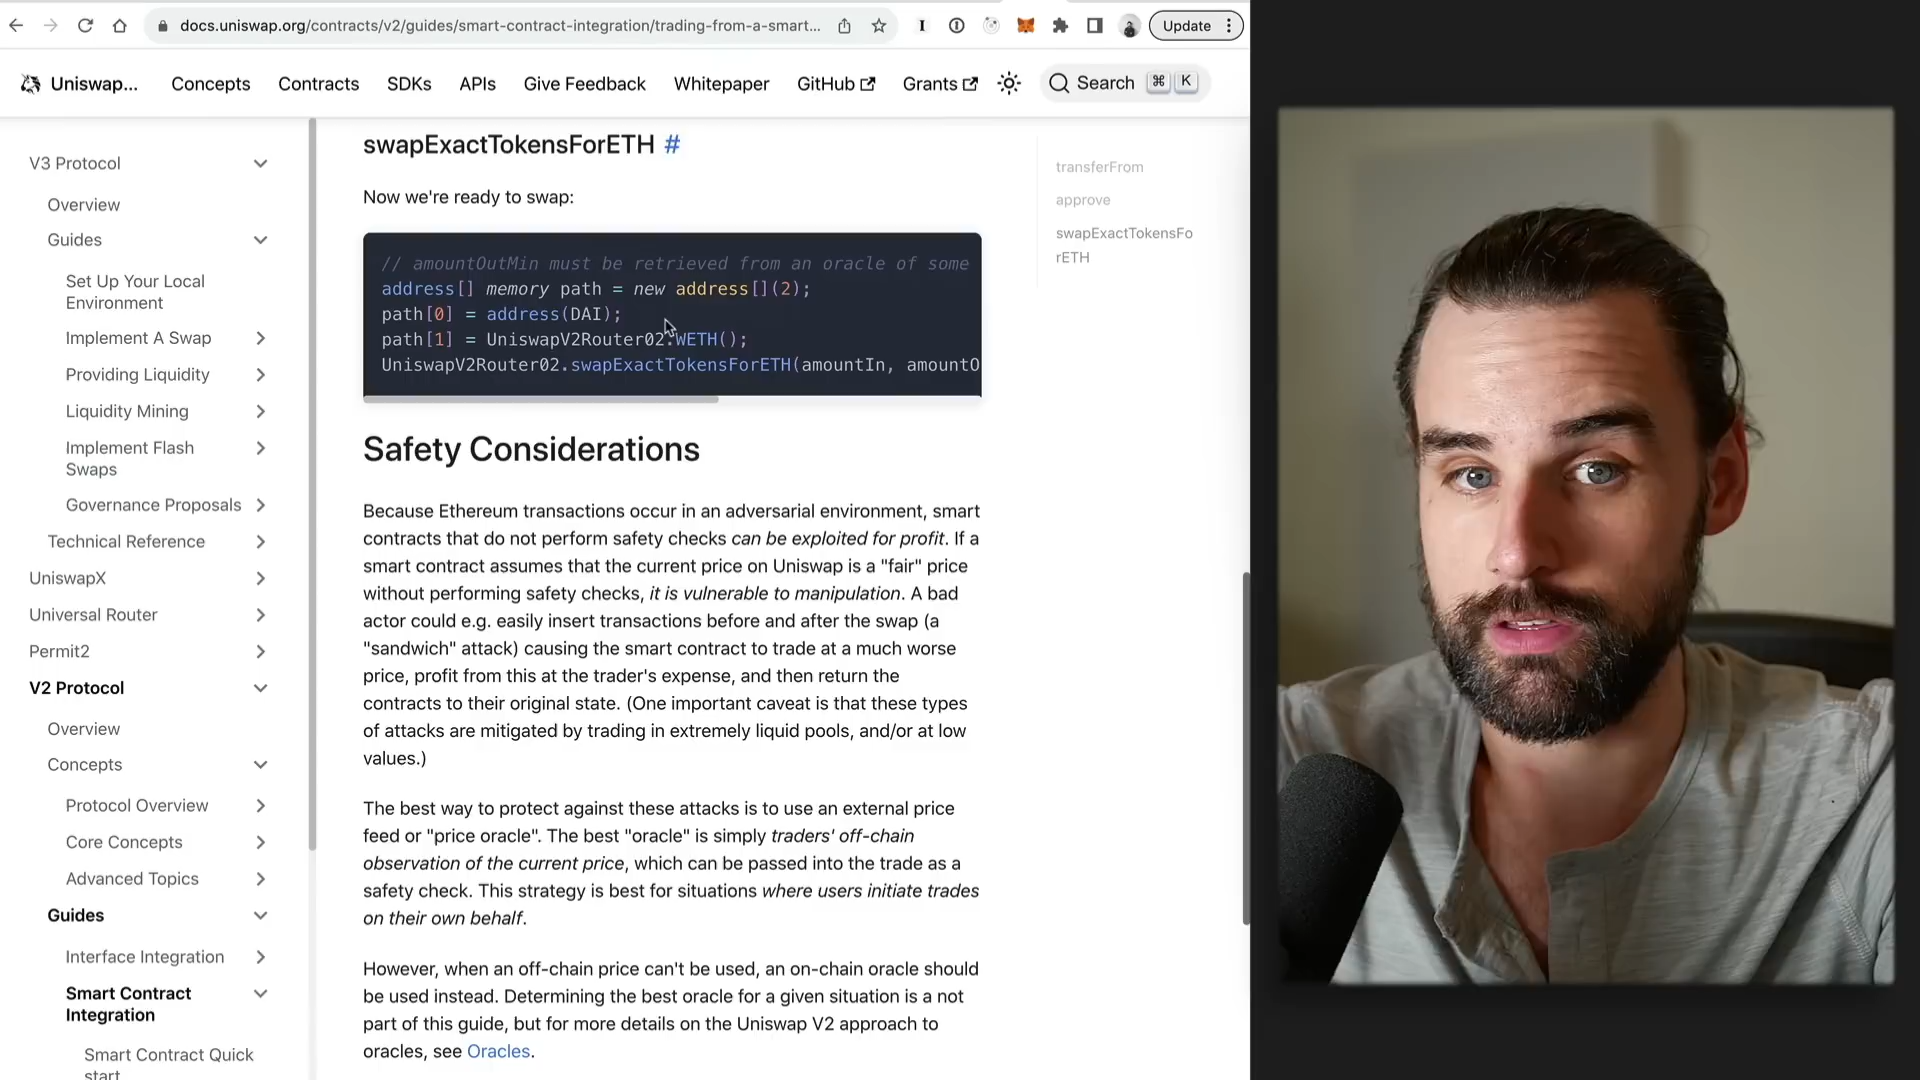 docs.uniswap.org/contracts/v2/guides/smart-contract-integration/trading-from-a-smart...
Update
Uniswap...
Concepts
Contracts
SDKs
APIs
Give Feedback
Whitepaper
GitHub
Grants
Search ⌘ K
V3 Protocol
Overview
Guides
Set Up Your Local
Environment
Implement A Swap
Providing Liquidity
Liquidity Mining
Implement Flash
Swaps
Governance Proposals
Technical Reference
UniswapX
Universal Router
Permit2
V2 Protocol
Overview
Concepts
Protocol Overview
Core Concepts
Advanced Topics
Guides
Interface Integration
Smart Contract
Integration
Smart Contract Quick
start
swapExactTokensForETH #
Now we're ready to swap:
// amountOutMin must be retrieved from an oracle of some
address[] memory path = new address[](2);
path[0] = address(DAI);
path[1] = UniswapV2Router02.WETH();
UniswapV2Router02.swapExactTokensForETH(amountIn, amountO
Safety Considerations
Because Ethereum transactions occur in an adversarial environment, smart
contracts that do not perform safety checks can be exploited for profit. If a
smart contract assumes that the current price on Uniswap is a "fair" price
without performing safety checks, it is vulnerable to manipulation. A bad
actor could e.g. easily insert transactions before and after the swap (a
"sandwich" attack) causing the smart contract to trade at a much worse
price, profit from this at the trader's expense, and then return the
contracts to their original state. (One important caveat is that these types
of attacks are mitigated by trading in extremely liquid pools, and/or at low
values.)
The best way to protect against these attacks is to use an external price
feed or "price oracle". The best "oracle" is simply traders' off-chain
observation of the current price, which can be passed into the trade as a
safety check. This strategy is best for situations where users initiate trades
on their own behalf.
However, when an off-chain price can't be used, an on-chain oracle should
be used instead. Determining the best oracle for a given situation is a not
part of this guide, but for more details on the Uniswap V2 approach to
oracles, see Oracles.
transferFrom
approve
swapExactTokensFo
rETH